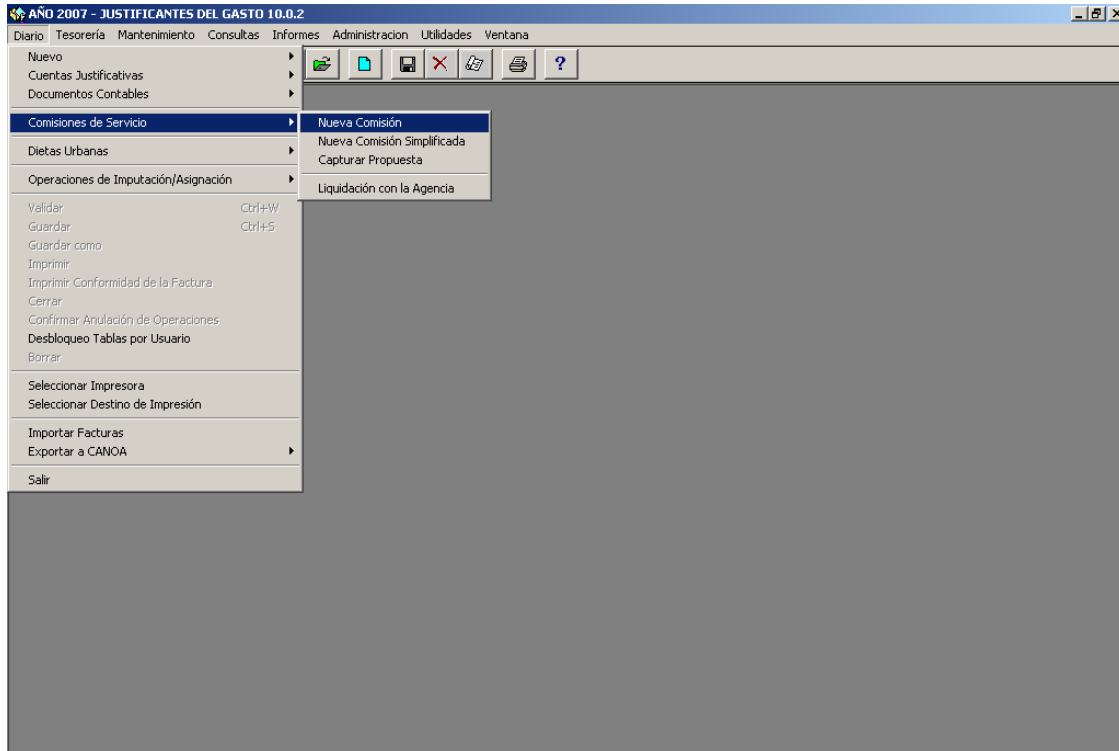 AÑO 2007 - JUSTIFICANTES DEL GASTO 10.0.2
Diario Tesorería Mantenimiento Consultas Informes Administracion Utilidades Ventana
Nuevo
Cuentas Justificativas
Documentos Contables
Comisiones de Servicio
Dietas Urbanas
Operaciones de Imputación/Asignación
Validar Ctrl+W
Guardar Ctrl+S
Guardar como
Imprimir
Imprimir Conformidad de la Factura
Cerrar
Confirmar Anulación de Operaciones
Desbloqueo Tablas por Usuario
Borrar
Seleccionar Impresora
Seleccionar Destino de Impresión
Importar Facturas
Exportar a CANOA
Salir
Nueva Comisión
Nueva Comisión Simplificada
Capturar Propuesta
Liquidación con la Agencia
?